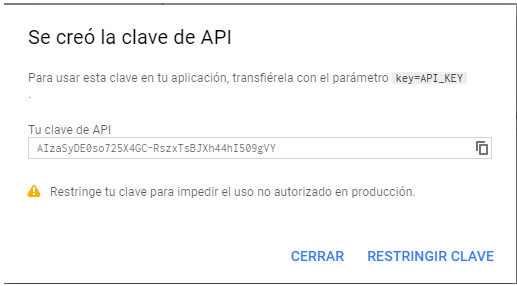 Se creó la clave de API
Para usar esta clave en tu aplicación, transfiérela con el parámetro key=API_KEY
.
Tu clave de API
AIzaSyDE0so725X4GC-RszxTsBJXh44hI509gVY
Restringe tu clave para impedir el uso no autorizado en producción.
CERRAR RESTRINGIR CLAVE